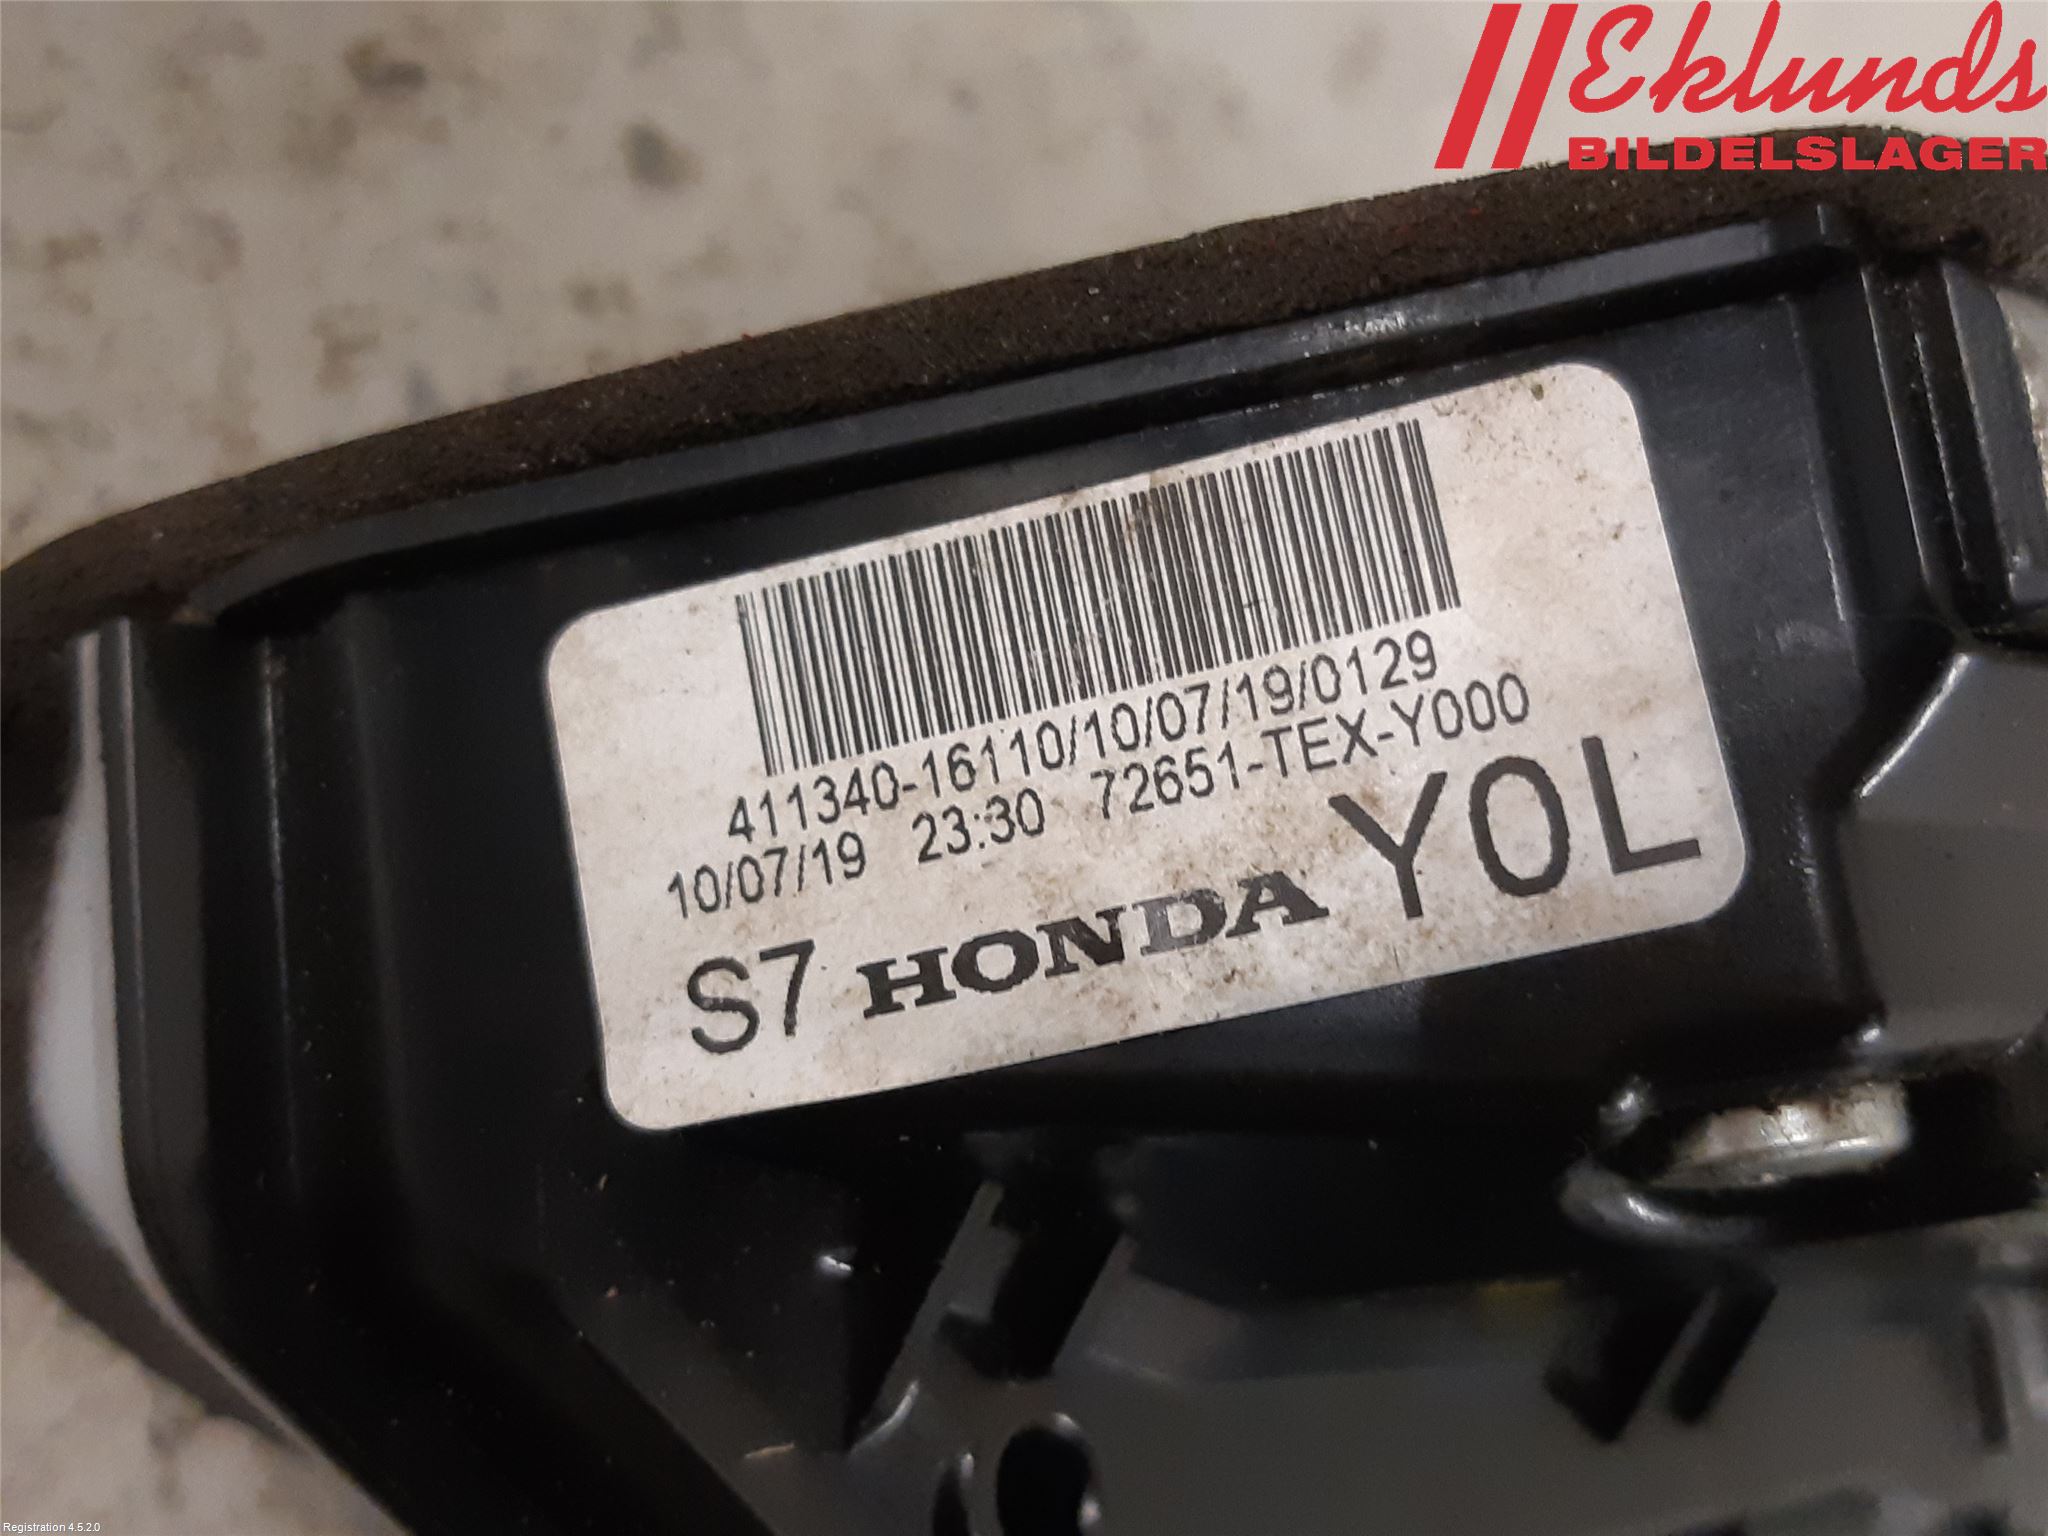 Eklunds
BILDELSLAGER
411340-16110/10/07/19/0129
10/07/19 23:30 72651-TEX-Y000
S7 HONDA Y0L
Registration 4.5.2.0